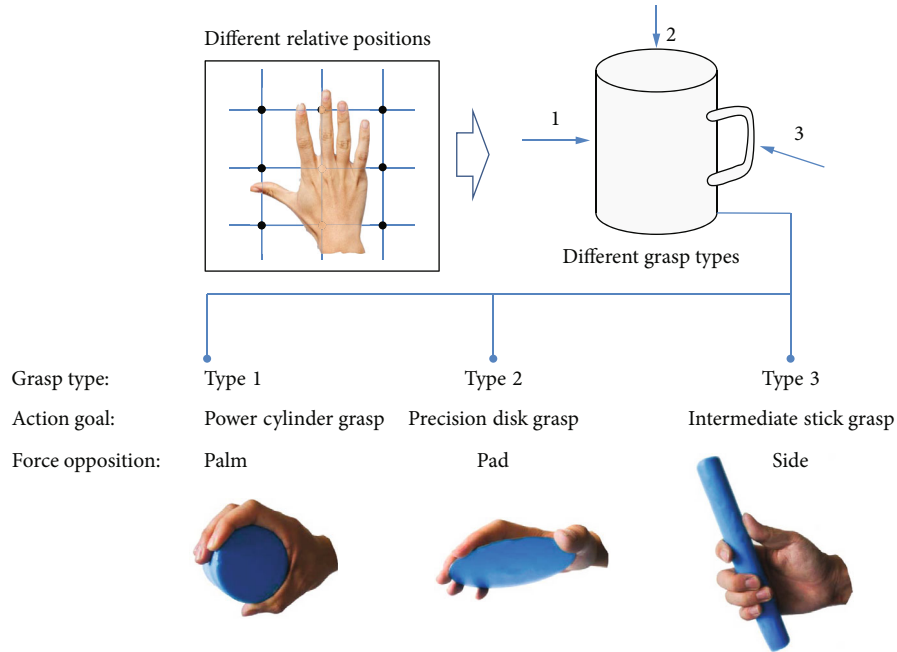 Different relative positions
2
1
3
Different grasp types
Grasp type: Type 1 Type 2 Type 3
Action goal: Power cylinder grasp Precision disk grasp Intermediate stick grasp
Force opposition: Palm Pad Side